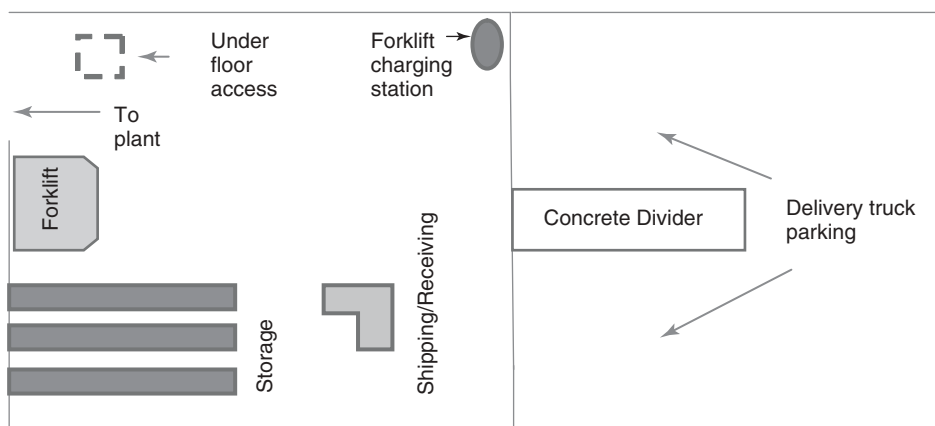 Under
floor
access
Forklift
charging
station
To
plant
Forklift
Concrete Divider
Delivery truck
parking
Storage
Shipping/Receiving